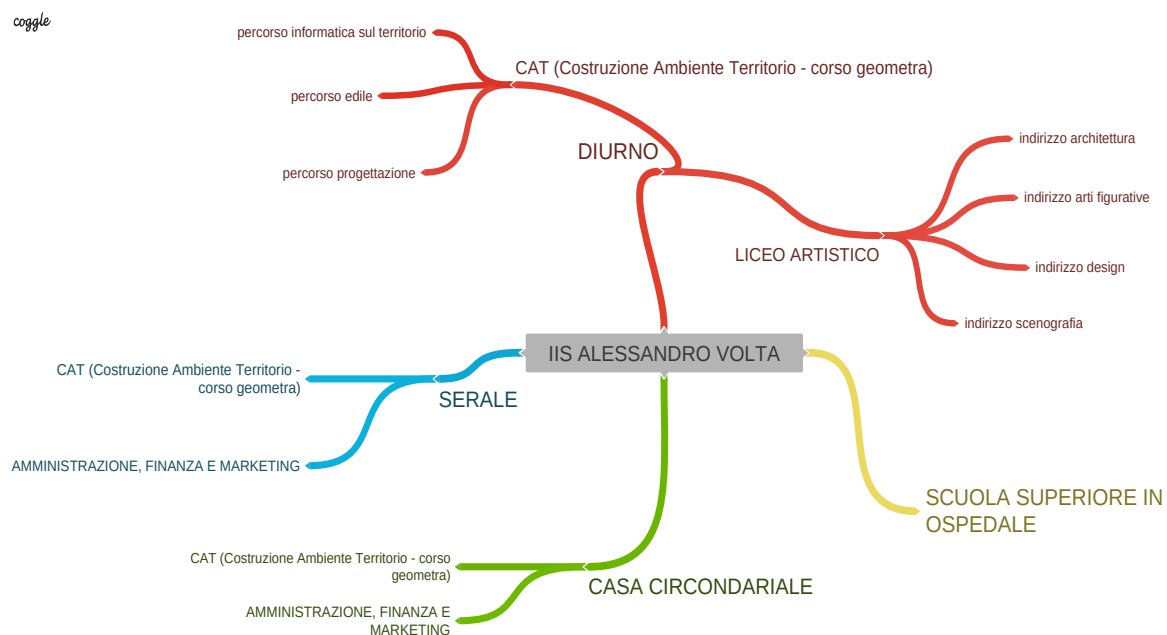 coggle
percorso informatica sul territorio
CAT (Costruzione Ambiente Territorio - corso geometra)
percorso edile
percorso progettazione
DIURNO
indirizzo architettura
indirizzo arti figurative
LICEO ARTISTICO
indirizzo design
indirizzo scenografia
IIS ALESSANDRO VOLTA
CAT (Costruzione Ambiente Territorio -
corso geometra)
SERALE
AMMINISTRAZIONE, FINANZA E MARKETING
SCUOLA SUPERIORE IN
OSPEDALE
CAT (Costruzione Ambiente Territorio - corso
geometra)
CASA CIRCONDARIALE
AMMINISTRAZIONE, FINANZA E
MARKETING